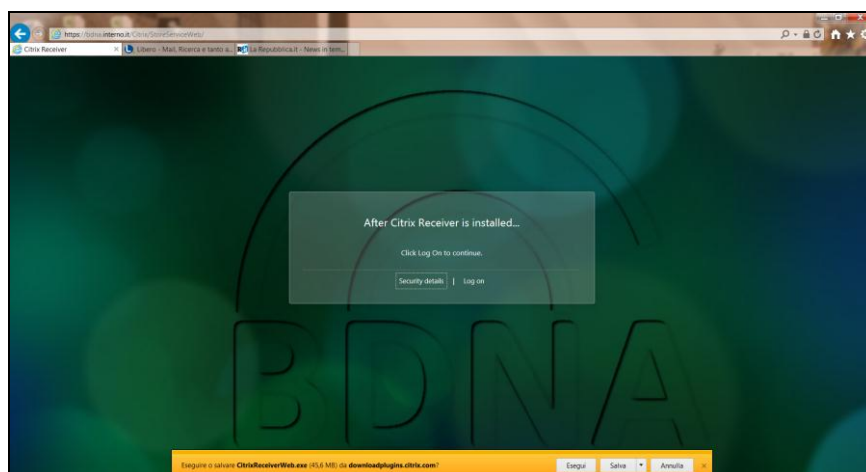 https://bdna.interno.it/Citrix/StoreServiceWeb/
Citrix Receiver
Libero - Mail, Ricerca e tanto a...
La Repubblica.it - News in tem...
After Citrix Receiver is installed...
Click Log On to continue.
Security details | Log on
BDNA
Eseguire o salvare CitrixReceiverWeb.exe (45,6 MB) da downloadplugins.citrix.com?
Esegui
Salva
Annulla